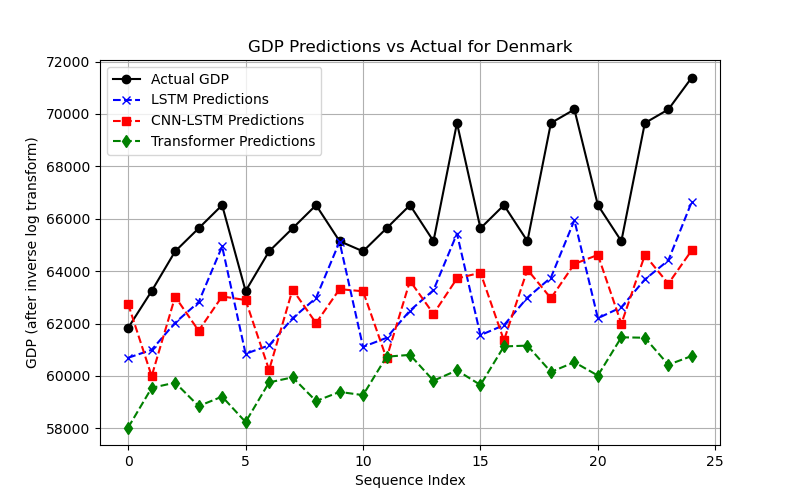 GDP Predictions vs Actual for Denmark
72000
70000
68000
66000
64000
62000
60000
58000
GDP (after inverse log transform)
Actual GDP
LSTM Predictions
CNN-LSTM Predictions
Transformer Predictions
0 5 10 15 20 25
Sequence Index